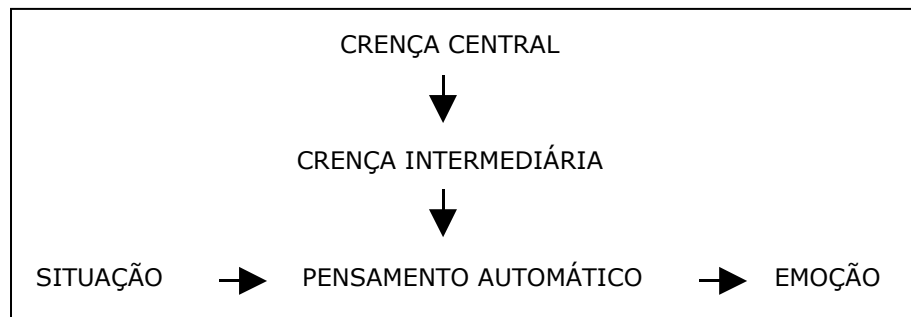 CRENÇA CENTRAL
CRENÇA INTERMEDIÁRIA
SITUAÇÃO PENSAMENTO AUTOMÁTICO EMOÇÃO